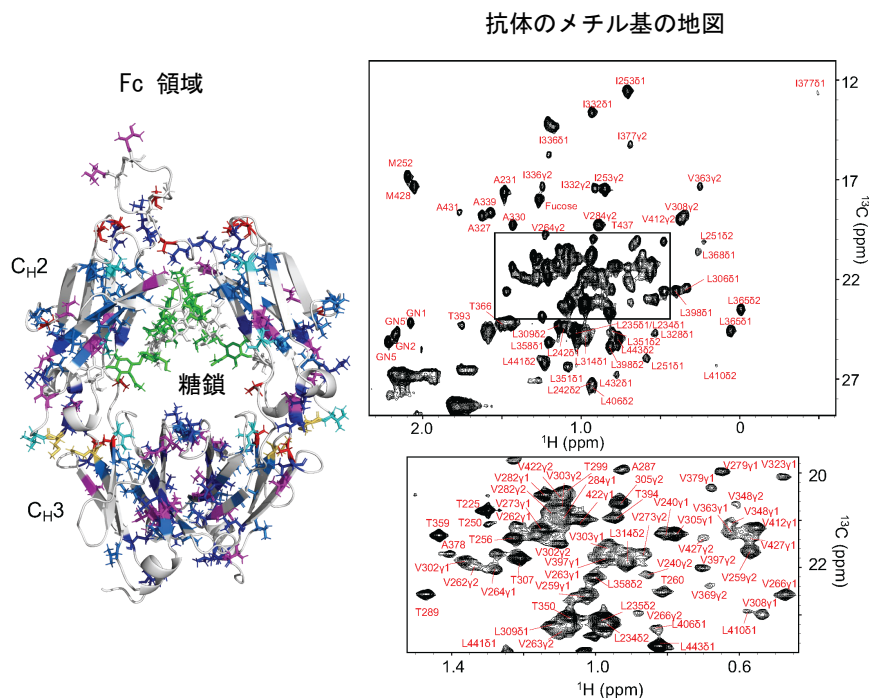 抗体のメチル基の地図
Fc 領域
CH2
糖鎖
CH3
I253δ1
I377δ1
I332δ1
I336δ1
I377γ2
M252
M428
A231
I336γ2
I332γ2
I253γ2
V363γ2
Fucose
A431
A339
A327
A330
V264γ2
V284γ2
T437
V412γ2
V308γ2
L251δ2
L368δ1
L306δ1
L398δ1
L365δ2
L365δ1
GN1
GN5
GN2
GN5
T393
T366
L309δ2
L358δ1
L441δ2
L242δ1
L314δ1
L235δ1/L234δ1
L328δ1
L351δ2
L443δ2
L398δ2
L251δ1
L410δ2
L351δ1
L242δ2
L432δ1
L406δ2
12
17
22
27
13C (ppm)
2.0
1.0
0
1H (ppm)
V422γ2
V303γ2
T299
A287
V279γ1
V323γ1
V282γ1
284γ1
305γ2
V379γ1
V282γ2
V348γ2
V273γ1
422γ1
T394
V240γ1
V363γ1
V348γ1
T225
V262γ1
V305γ1
V412γ1
T250
V273γ2
T359
T256
V303γ1
L314δ2
V427γ2
V427γ1
A378
V302γ2
V397γ1
V240γ2
V397γ2
V302γ1
T307
V263γ1
V259γ2
V262γ2
V264γ1
V259γ1
L358δ2
T260
V369γ2
V266γ1
T289
T350
L235δ2
V266γ2
V308γ1
L309δ1
L406δ1
L410δ1
L441δ1
V263γ2
L234δ2
L443δ1
20
22
13C (ppm)
1.4
1.0
0.6
1H (ppm)